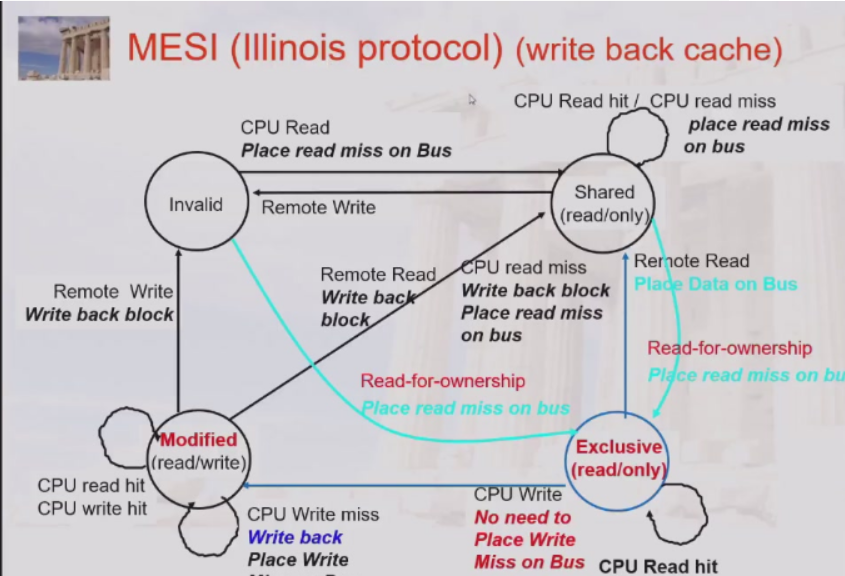 MESI (Illinois protocol) (write back cache)
CPU Read hit / CPU read miss
place read miss
on bus
CPU Read
Place read miss on Bus
Invalid
Remote Write
Shared
(read/only)
Remote Read
Write back
block
CPU read miss
Write back block
Place read miss
on bus
Remote Read
Place Data on Bus
Remote Write
Write back block
Read-for-ownership
Place read miss on bu
Read-for-ownership
Place read miss on bus
Modified
(read/write)
Exclusive
(read/only)
CPU read hit
CPU write hit
CPU Write miss
Write back
Place Write
CPU Write
No need to
Place Write
Miss on Bus
CPU Read hit